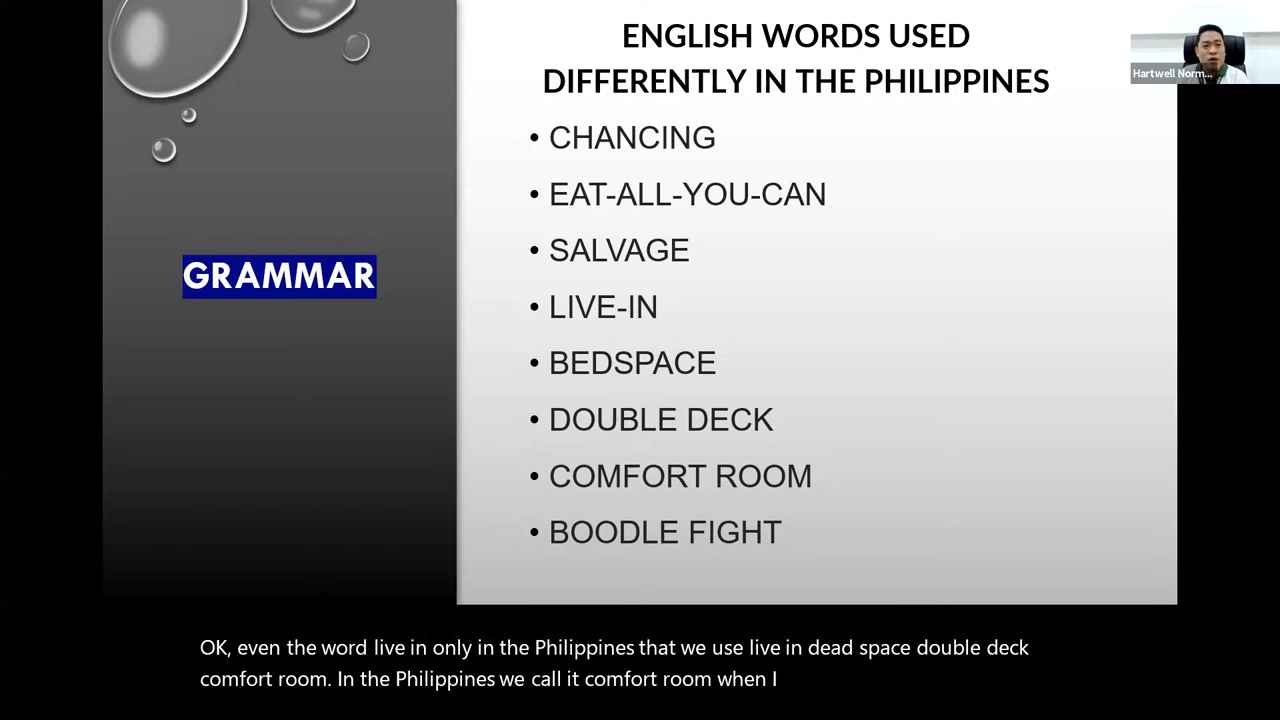 ENGLISH WORDS USED
DIFFERENTLY IN THE PHILIPPINES
Hartwell Norm...
• CHANCING
• EAT-ALL-YOU-CAN
• SALVAGE
• LIVE-IN
• BEDSPACE
• DOUBLE DECK
• COMFORT ROOM
• BOODLE FIGHT
GRAMMAR
OK, even the word live in only in the Philippines that we use live in dead space double deck
comfort room. In the Philippines we call it comfort room when I